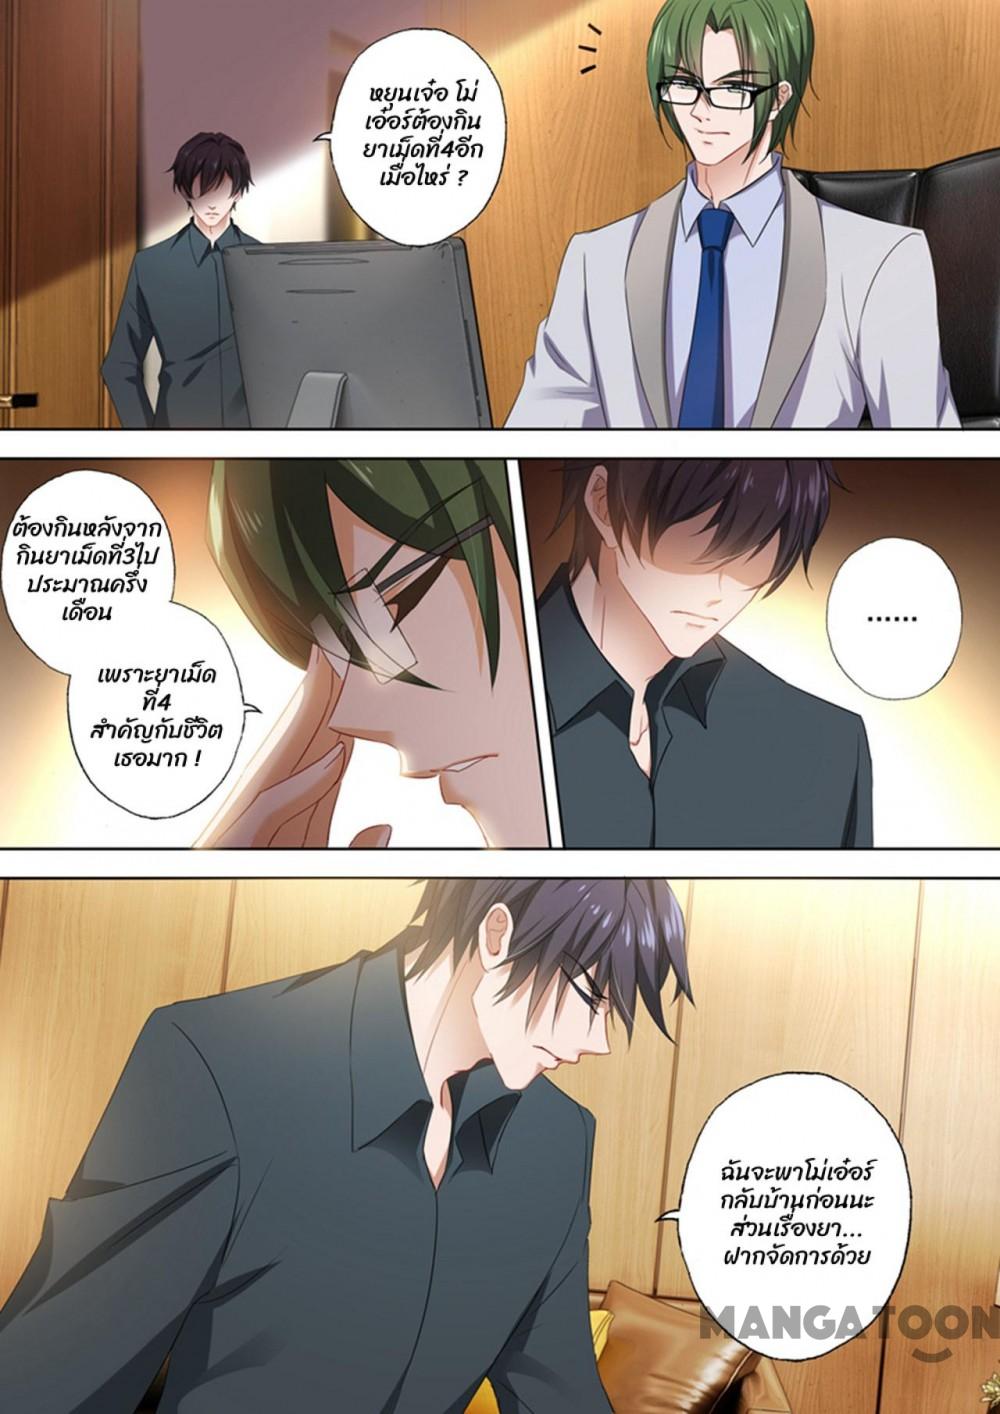 หยุนเจ๋อ โม่
เอ๋อร์ต้องกิน
ยาเม็ดที่4อีก
เมื่อไหร่ ?
ต้องกินหลังจาก
กินยาเม็ดที่3ไป
ประมาณครึ่ง
เดือน
เพราะยาเม็ด
ที่4
สำคัญกับชีวิต
เธอมาก !
......
ฉันจะพาโม่เอ๋อร์
กลับบ้านก่อนนะ
ส่วนเรื่องยา...
ฝากจัดการด้วย
MANGATOON